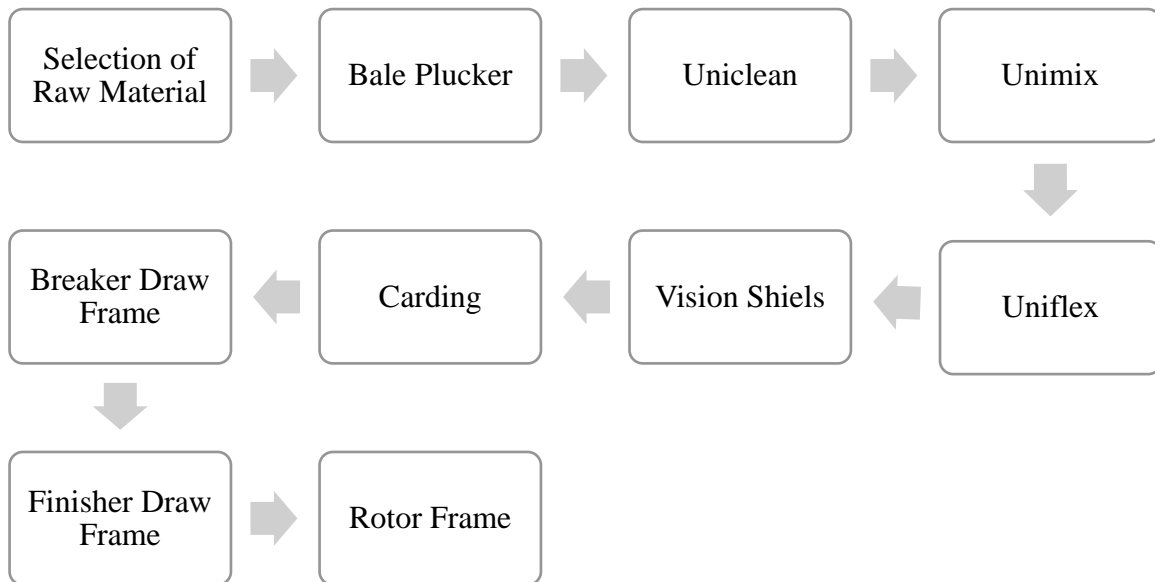 Selection of
Raw Material
Bale Plucker
Uniclean
Unimix
Uniflex
Vision Shiels
Carding
Breaker Draw
Frame
Finisher Draw
Frame
Rotor Frame